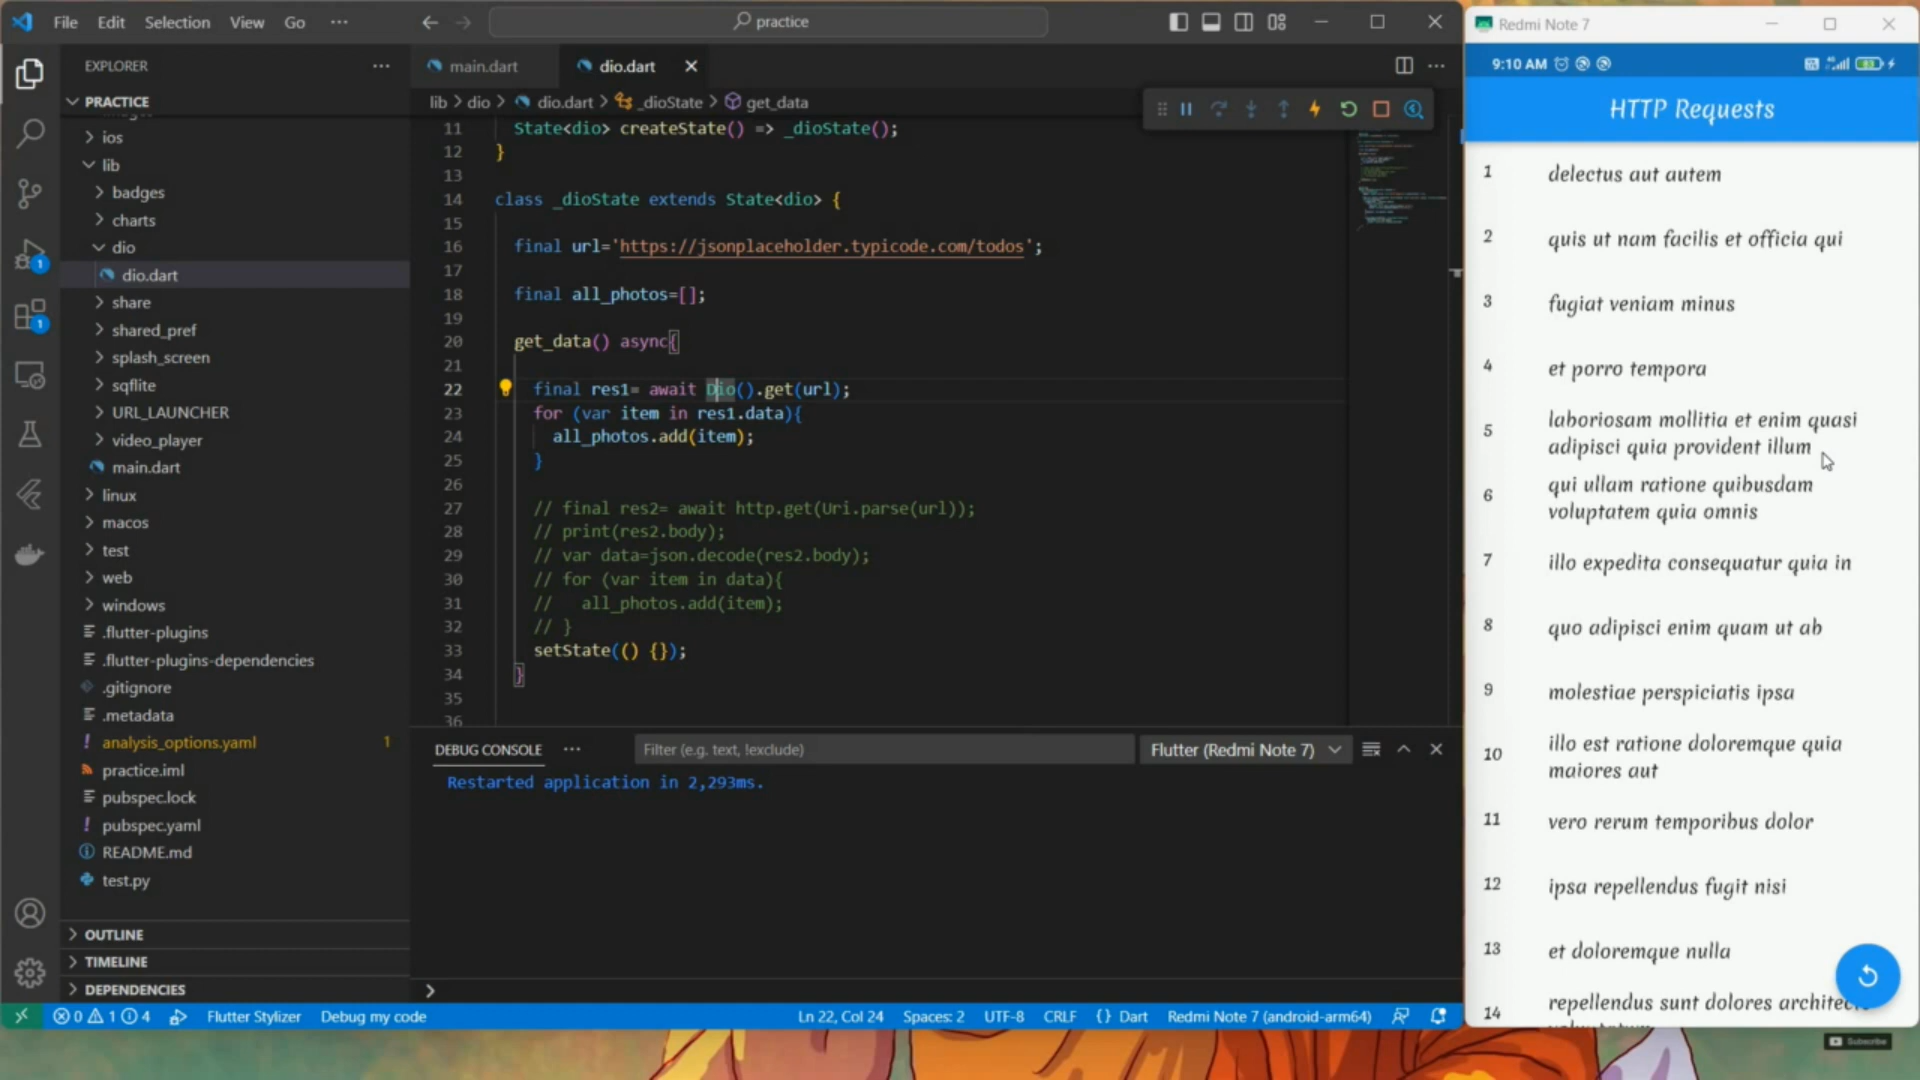 File Edit Selection View Go ···
practice
EXPLORER ···
PRACTICE
ios
lib
badges
charts
dio
dio.dart
share
shared_pref
splash_screen
sqflite
URL_LAUNCHER
video_player
main.dart
linux
macos
test
web
windows
.flutter-plugins
.flutter-plugins-dependencies
.gitignore
.metadata
! analysis_options.yaml 1
practice.iml
pubspec.lock
! pubspec.yaml
README.md
test.py
OUTLINE
TIMELINE
DEPENDENCIES
1
1
main.dart dio.dart
lib > dio > dio.dart > _dioState > get_data
11 State<dio> createState() => _dioState();
12 }
13
14 class _dioState extends State<dio> {
15
16 final url='https://jsonplaceholder.typicode.com/todos';
17
18 final all_photos=[];
19
20 get_data() async{
21
22 final res1= await Dio().get(url);
23 for (var item in res1.data){
24 all_photos.add(item);
25 }
26
27 // final res2= await http.get(Uri.parse(url));
28 // print(res2.body);
29 // var data=json.decode(res2.body);
30 // for (var item in data){
31 // all_photos.add(item);
32 // }
33 setState(() {});
34 }
35
36
DEBUG CONSOLE ··· Filter (e.g. text, !exclude) Flutter (Redmi Note 7)
Restarted application in 2,293ms.
>
0 1 4 Flutter Stylizer Debug my code Ln 22, Col 24 Spaces: 2 UTF-8 CRLF {} Dart Redmi Note 7 (android-arm64)
Redmi Note 7
9:10 AM
HTTP Requests
1 delectus aut autem
2 quis ut nam facilis et officia qui
3 fugiat veniam minus
4 et porro tempora
5 laboriosam mollitia et enim quasi
adipisci quia provident illum
6 qui ullam ratione quibusdam
voluptatem quia omnis
7 illo expedita consequatur quia in
8 quo adipisci enim quam ut ab
9 molestiae perspiciatis ipsa
10 illo est ratione doloremque quia
maiores aut
11 vero rerum temporibus dolor
12 ipsa repellendus fugit nisi
13 et doloremque nulla
14 repellendus sunt dolores architec
Subscribe